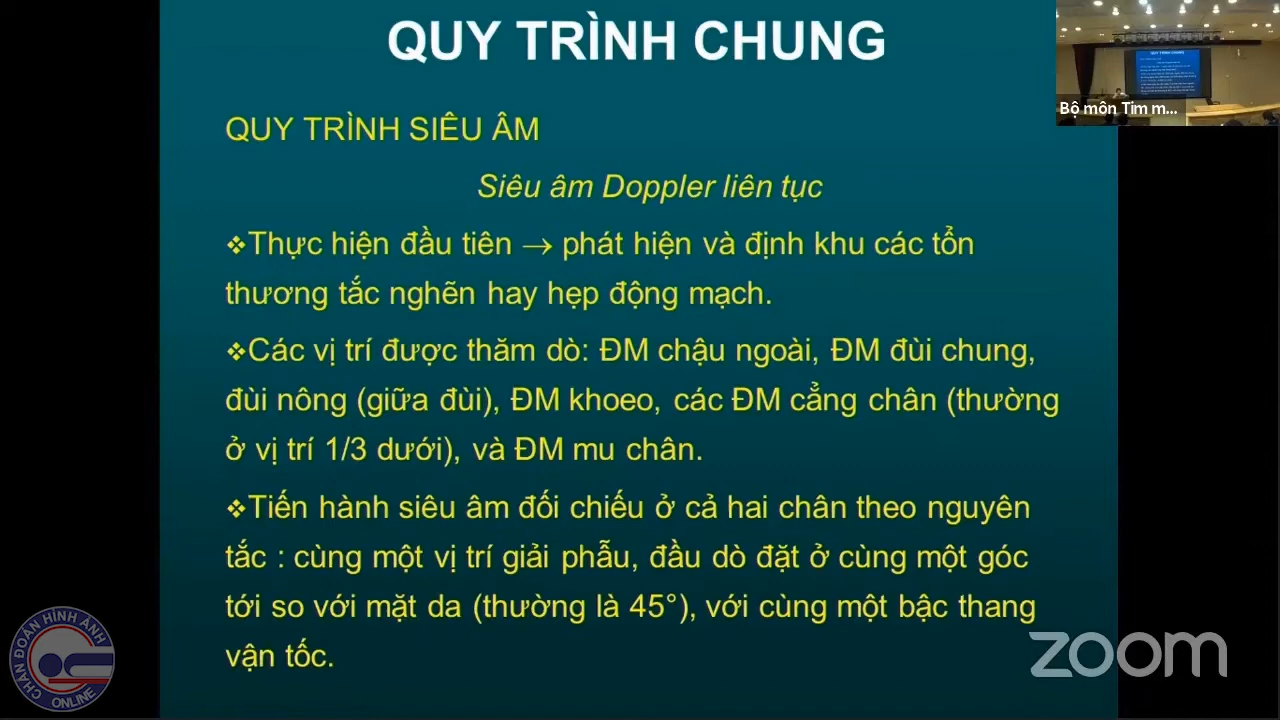 QUY TRÌNH CHUNG
Bộ môn Tim m...
QUY TRÌNH SIÊU ÂM
Siêu âm Doppler liên tục
❖Thực hiện đầu tiên → phát hiện và định khu các tổn
thương tắc nghẽn hay hẹp động mạch.
❖Các vị trí được thăm dò: ĐM chậu ngoài, ĐM đùi chung,
đùi nông (giữa đùi), ĐM khoeo, các ĐM cẳng chân (thường
ở vị trí 1/3 dưới), và ĐM mu chân.
❖Tiến hành siêu âm đối chiếu ở cả hai chân theo nguyên
tắc : cùng một vị trí giải phẫu, đầu dò đặt ở cùng một góc
tới so với mặt da (thường là 45°), với cùng một bậc thang
vận tốc.
CHẨN ĐOÁN HÌNH ẢNH
ONLINE
zoom